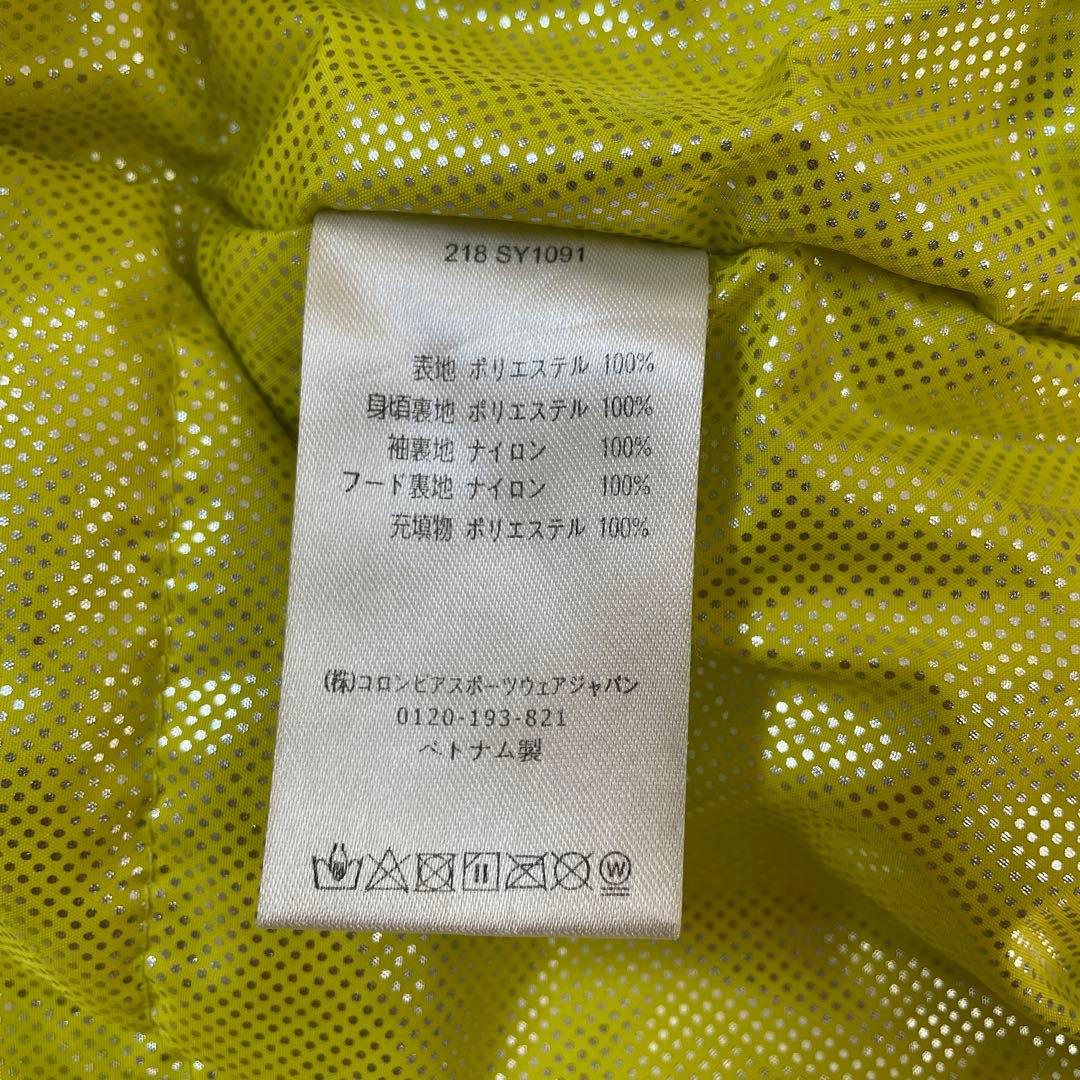 218 SY1091
表地 ポリエステル 100%
身頃裏地 ポリエステル 100%
袖裏地 ナイロン 100%
フード裏地 ナイロン 100%
充填物 ポリエステル 100%
(株)コロンビアスポーツウェアジャパン
0120-193-821
ベトナム製
W